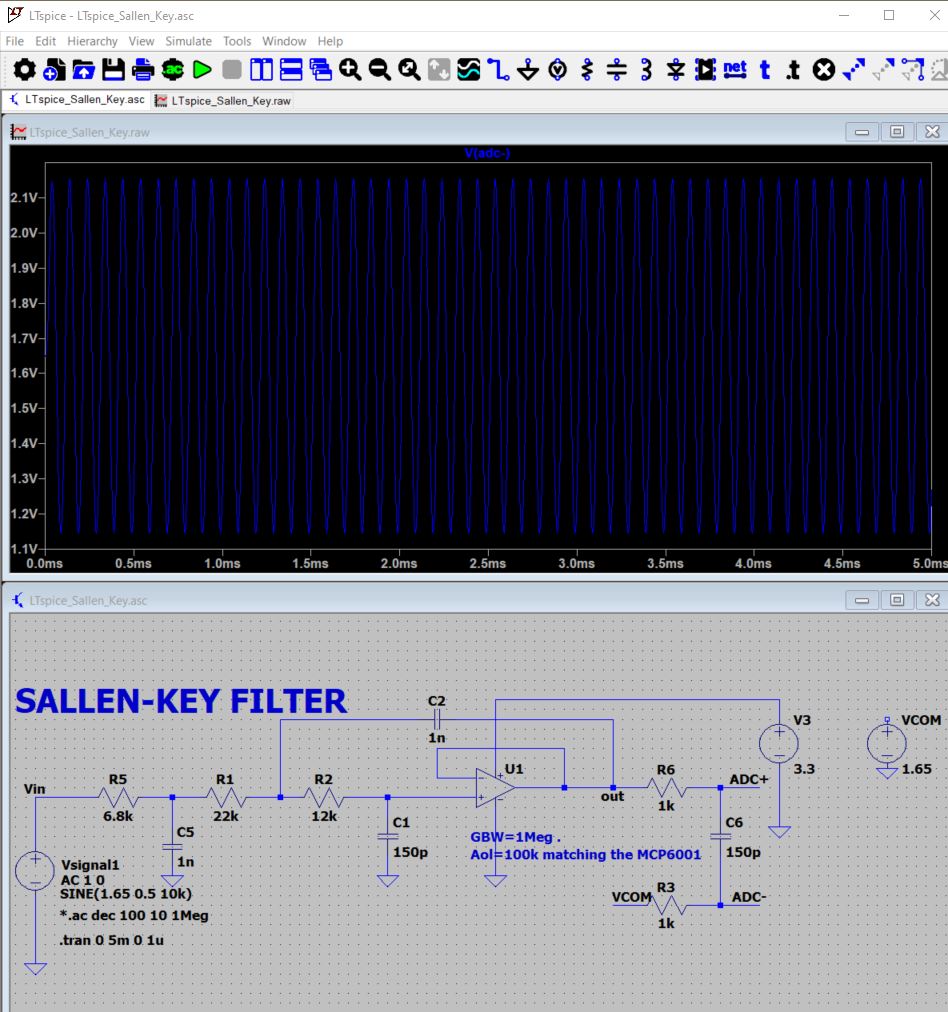 LTspice - LTspice_Sallen_Key.asc
File Edit Hierarchy View Simulate Tools Window Help
.ac net t .t
LTspice_Sallen_Key.asc LTspice_Sallen_Key.raw
LTspice_Sallen_Key.raw
V(adc-)
2.1V
2.0V
1.9V
1.8V
1.7V
1.6V
1.5V
1.4V
1.3V
1.2V
1.1V
0.0ms 0.5ms 1.0ms 1.5ms 2.0ms 2.5ms 3.0ms 3.5ms 4.0ms 4.5ms 5.0ms
LTspice_Sallen_Key.asc
SALLEN-KEY FILTER
C2
1n
V3
3.3
VCOM
1.65
Vin
R5
6.8k
R1
22k
R2
12k
U1
out
R6
1k
ADC+
C5
1n
C1
150p
C6
150p
GBW=1Meg .
Aol=100k matching the MCP6001
Vsignal1
AC 1 0
SINE(1.65 0.5 10k)
*.ac dec 100 10 1Meg
.tran 0 5m 0 1u
VCOM
R3
1k
ADC-